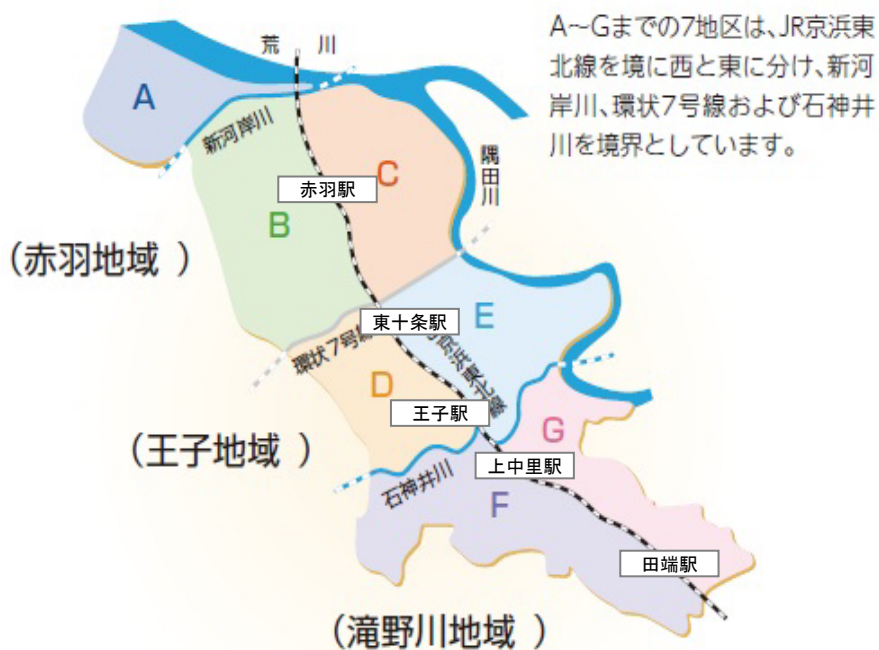 A～Gまでの7地区は、JR京浜東
北線を境に西と東に分け、新河
岸川、環状7号線および石神井
川を境界としています。
荒 川
A
新河岸川
隅田川
赤羽駅
C
B
(赤羽地域 )
東十条駅
E
環状7号線
京浜東北線
D
王子駅
(王子地域 )
G
上中里駅
石神井川
F
田端駅
(滝野川地域 )